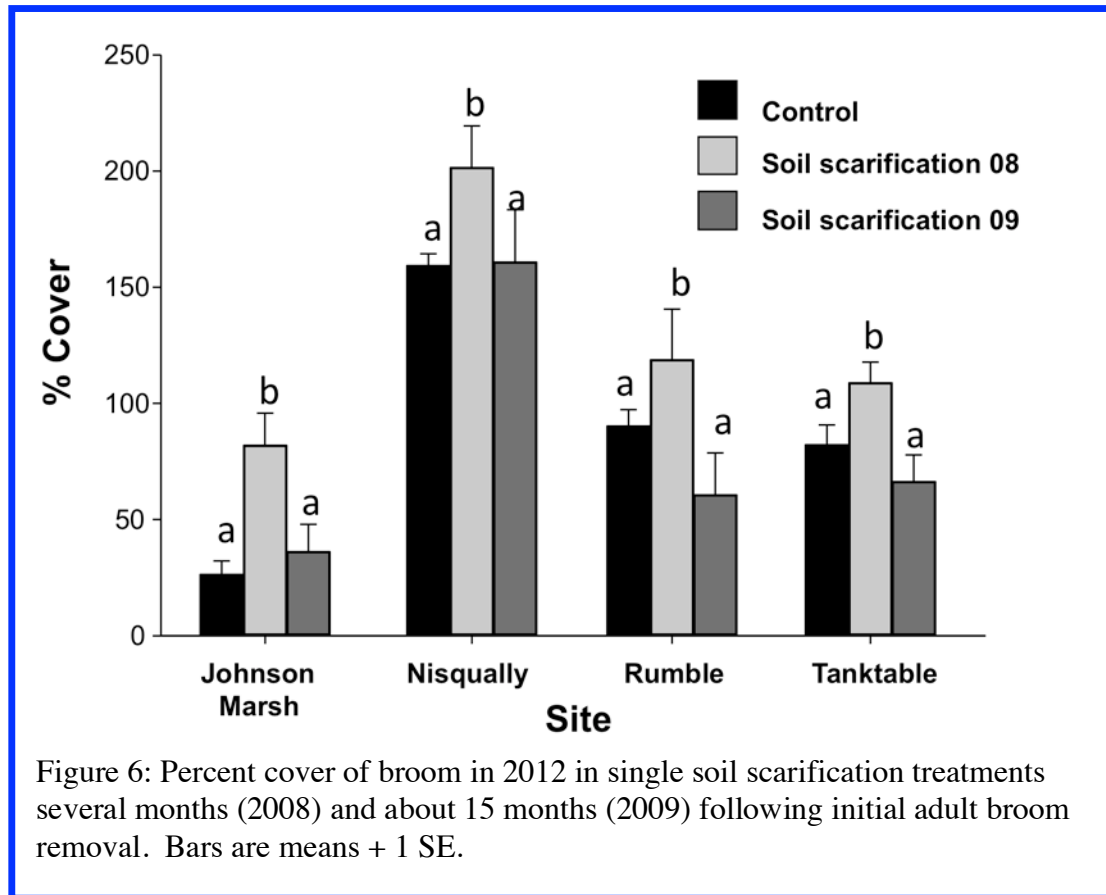 250
200
150
100
50
0
% Cover
Control
Soil scarification 08
Soil scarification 09
a
b
a
a
b
a
a
b
a
a
b
a
Johnson
Marsh
Nisqually
Rumble
Tanktable
Site
Figure 6: Percent cover of broom in 2012 in single soil scarification treatments
several months (2008) and about 15 months (2009) following initial adult broom
removal.  Bars are means + 1 SE.